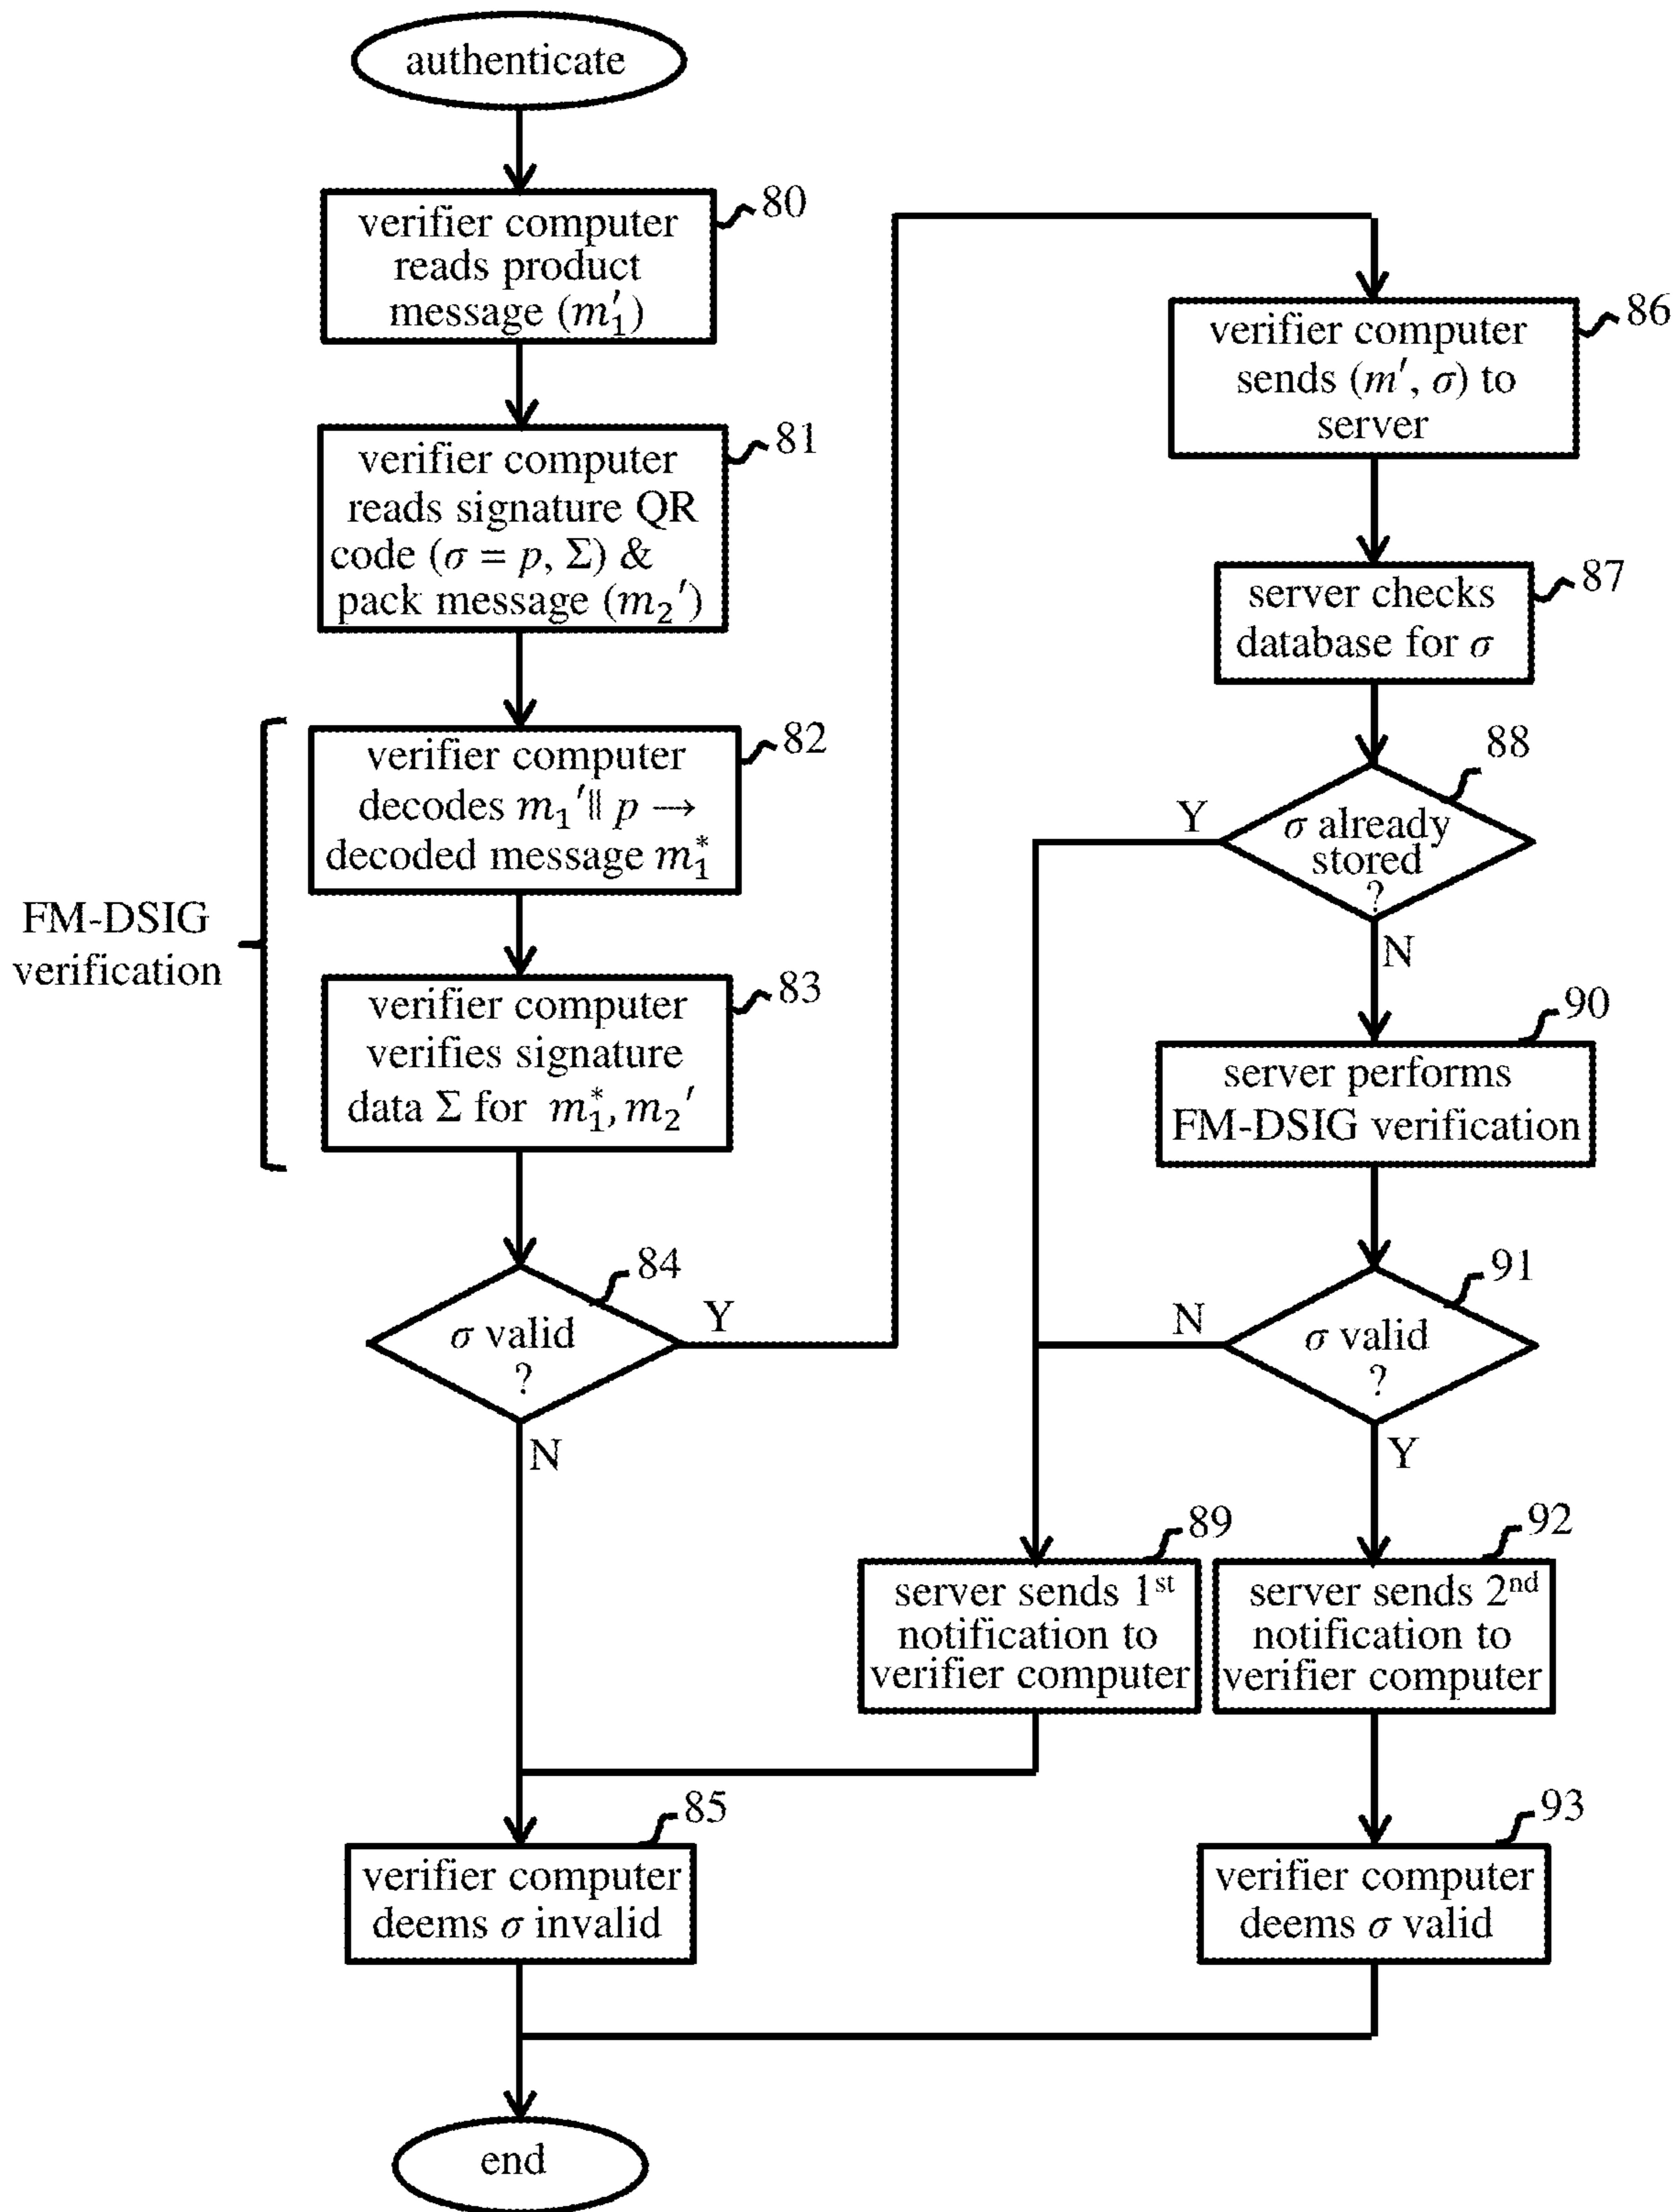 authenticate
80
verifier computer
reads product
message (m₁′)
81
verifier computer
reads signature QR
code (σ = p, Σ) &
pack message (m₂′)
FM-DSIG
verification
82
verifier computer
decodes m₁′‖ p →
decoded message m₁*
83
verifier computer
verifies signature
data Σ for m₁*, m₂′
84
σ valid
?
Y
N
86
verifier computer
sends (m′, σ) to
server
87
server checks
database for σ
88
σ already
stored
?
Y
N
90
server performs
FM-DSIG verification
91
σ valid
?
N
Y
89
server sends 1st
notification to
verifier computer
92
server sends 2nd
notification to
verifier computer
85
verifier computer
deems σ invalid
93
verifier computer
deems σ valid
end